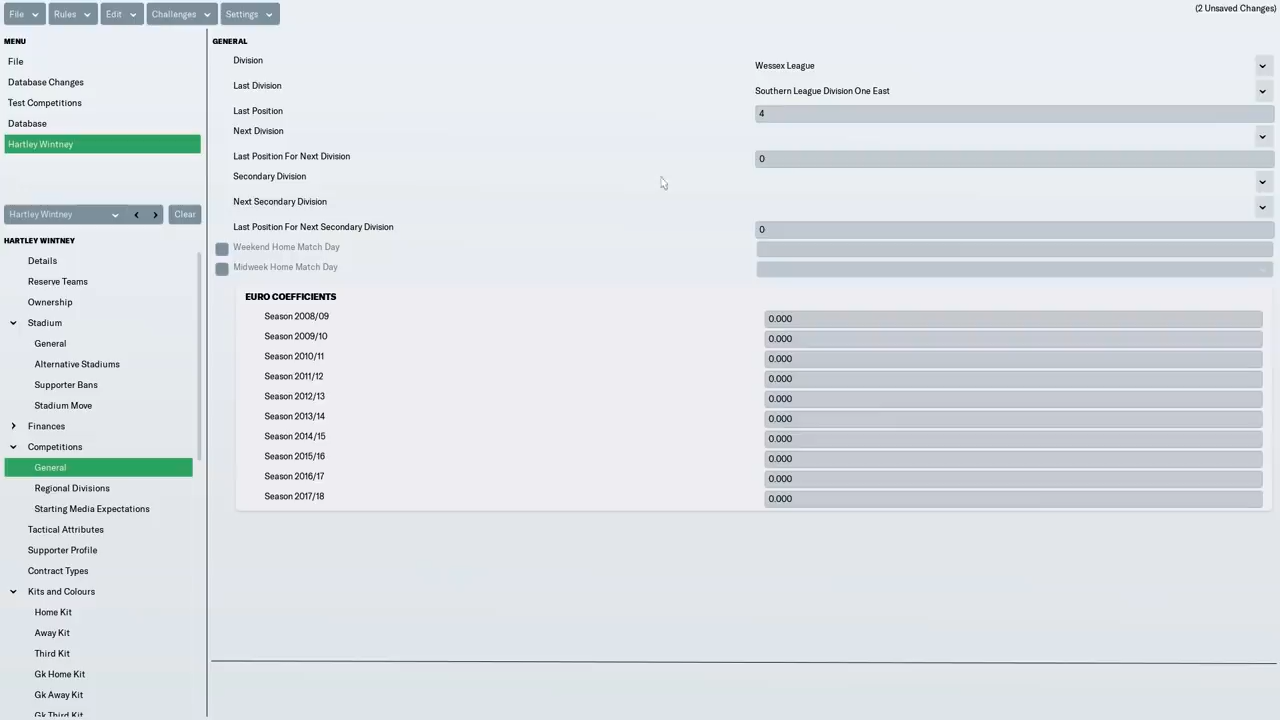 File
Rules
Edit
Challenges
Settings
(2 Unsaved Changes)
MENU
File
Database Changes
Test Competitions
Database
Hartley Wintney
Hartley Wintney
Clear
HARTLEY WINTNEY
Details
Reserve Teams
Ownership
Stadium
General
Alternative Stadiums
Supporter Bans
Stadium Move
Finances
Competitions
General
Regional Divisions
Starting Media Expectations
Tactical Attributes
Supporter Profile
Contract Types
Kits and Colours
Home Kit
Away Kit
Third Kit
Gk Home Kit
Gk Away Kit
Gk Third Kit
GENERAL
Division Wessex League
Last Division Southern League Division One East
Last Position 4
Next Division
Last Position For Next Division 0
Secondary Division
Next Secondary Division
Last Position For Next Secondary Division 0
Weekend Home Match Day
Midweek Home Match Day
EURO COEFFICIENTS
Season 2008/09 0.000
Season 2009/10 0.000
Season 2010/11 0.000
Season 2011/12 0.000
Season 2012/13 0.000
Season 2013/14 0.000
Season 2014/15 0.000
Season 2015/16 0.000
Season 2016/17 0.000
Season 2017/18 0.000